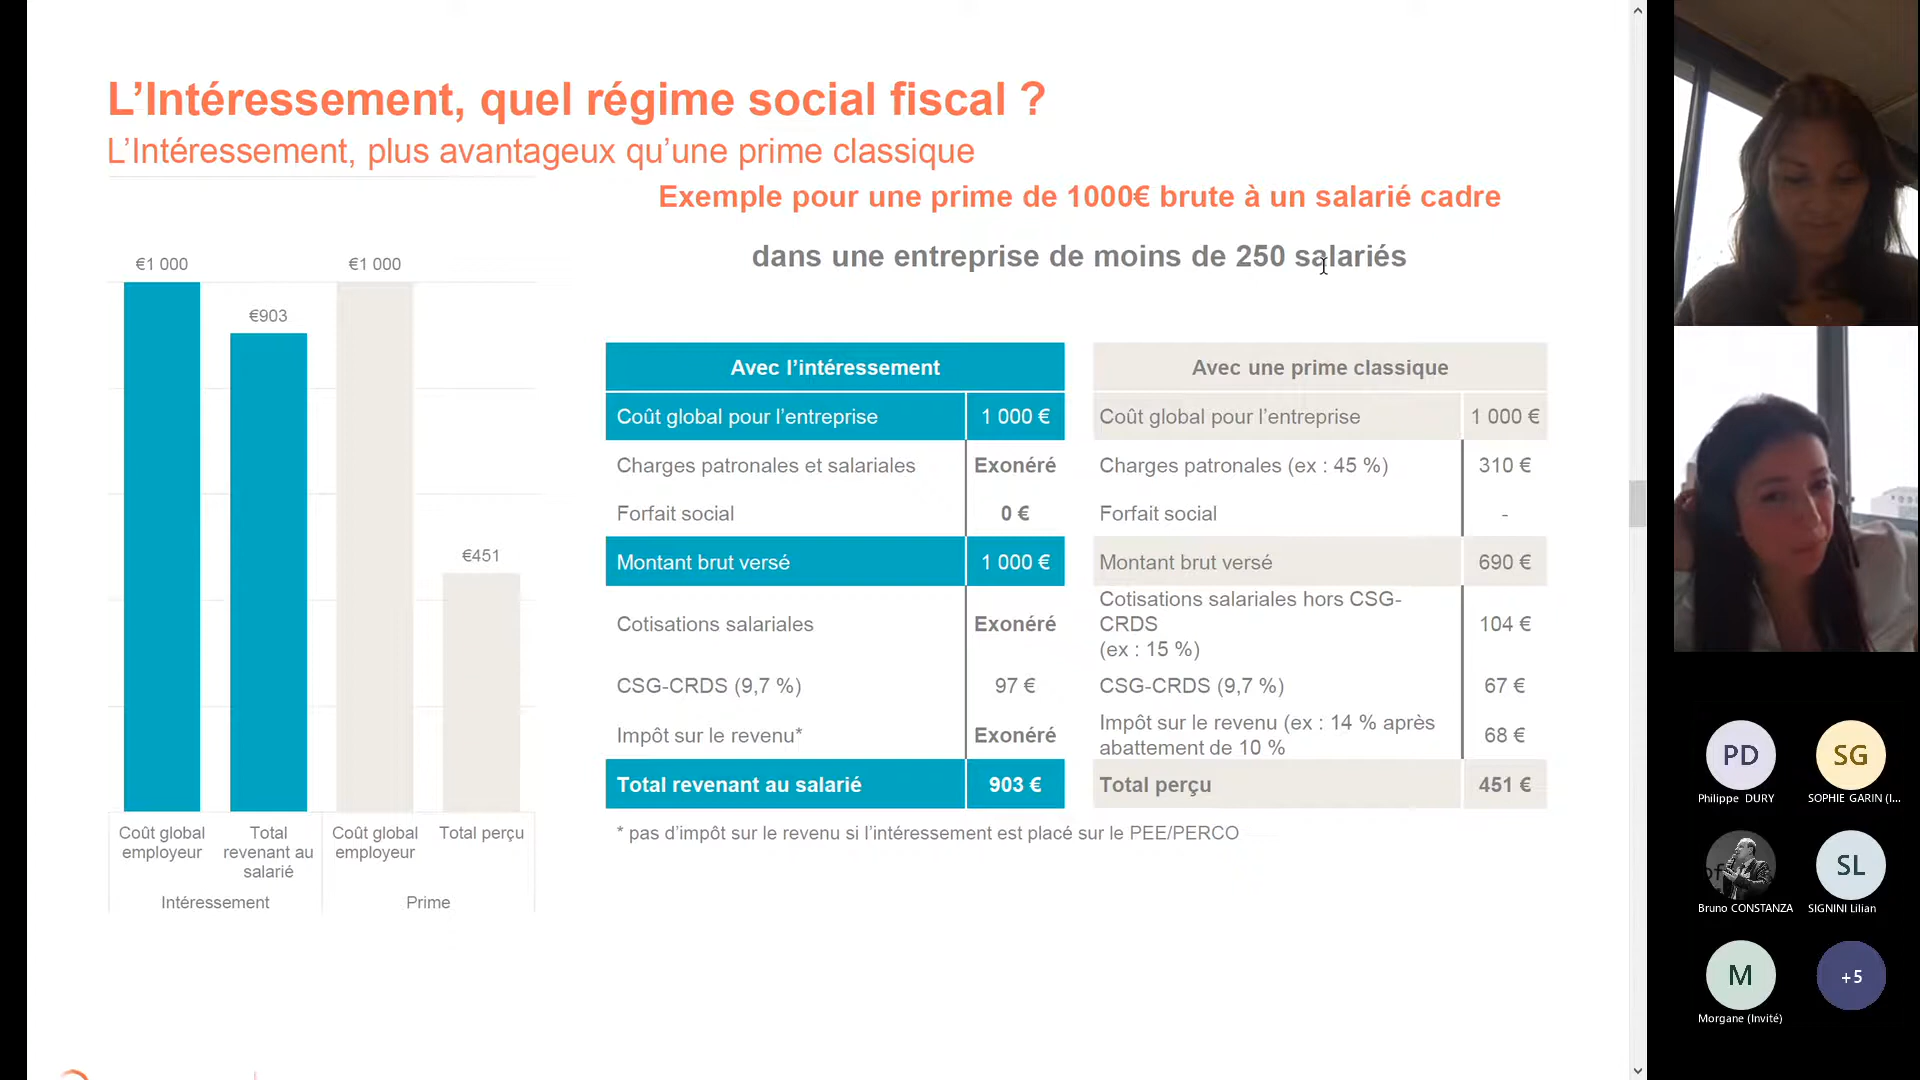 L’Intéressement, quel régime social fiscal ?
L’Intéressement, plus avantageux qu’une prime classique
Exemple pour une prime de 1000€ brute à un salarié cadre
dans une entreprise de moins de 250 salariés
€1 000
€903
€1 000
€451
Coût global employeur
Total revenant au salarié
Coût global employeur
Total perçu
Intéressement
Prime
Avec l’intéressement
Coût global pour l’entreprise 1 000 €
Charges patronales et salariales Exonéré
Forfait social 0 €
Montant brut versé 1 000 €
Cotisations salariales Exonéré
CSG-CRDS (9,7 %) 97 €
Impôt sur le revenu* Exonéré
Total revenant au salarié 903 €
Avec une prime classique
Coût global pour l’entreprise 1 000 €
Charges patronales (ex : 45 %) 310 €
Forfait social -
Montant brut versé 690 €
Cotisations salariales hors CSG-
CRDS
(ex : 15 %) 104 €
CSG-CRDS (9,7 %) 67 €
Impôt sur le revenu (ex : 14 % après
abattement de 10 % 68 €
Total perçu 451 €
* pas d’impôt sur le revenu si l’intéressement est placé sur le PEE/PERCO
PD
Philippe DURY
SG
SOPHIE GARIN (I...
Bruno CONSTANZA
SL
SIGNINI Lilian
M
Morgane (Invité)
+5